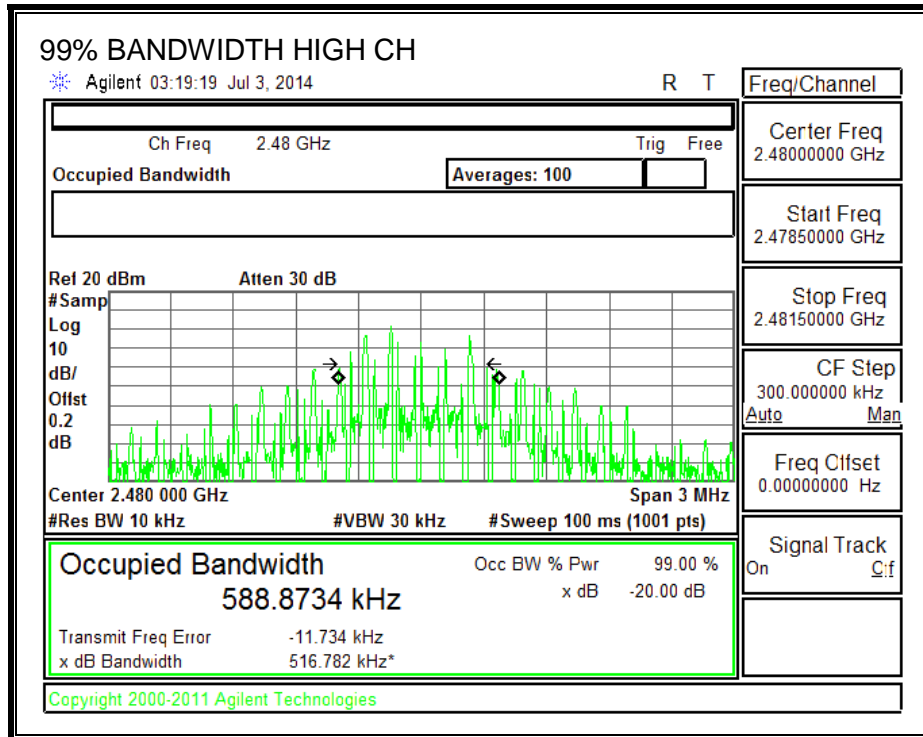 99% BANDWIDTH HIGH CH
Agilent 03:19:19 Jul 3, 2014 R T
Freq/Channel
Ch Freq 2.48 GHz Trig Free
Occupied Bandwidth Averages: 100
Center Freq
2.48000000 GHz
Start Freq
2.47850000 GHz
Stop Freq
2.48150000 GHz
CF Step
300.000000 kHz
Auto Man
Freq Offset
0.00000000 Hz
Signal Track
On Off
Ref 20 dBm Atten 30 dB
#Samp
Log
10
dB/
Offst
0.2
dB
Center 2.480 000 GHz Span 3 MHz
#Res BW 10 kHz #VBW 30 kHz #Sweep 100 ms (1001 pts)
Occupied Bandwidth
588.8734 kHz
Occ BW % Pwr 99.00 %
x dB -20.00 dB
Transmit Freq Error -11.734 kHz
x dB Bandwidth 516.782 kHz*
Copyright 2000-2011 Agilent Technologies